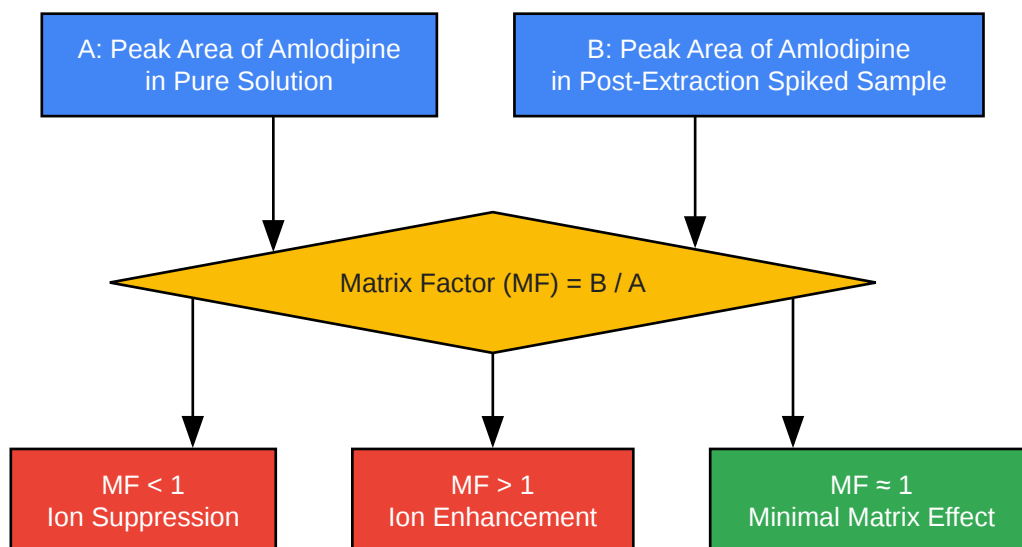 A: Peak Area of Amlodipine
in Pure Solution
B: Peak Area of Amlodipine
in Post-Extraction Spiked Sample
Matrix Factor (MF) = B / A
MF < 1
Ion Suppression
MF > 1
Ion Enhancement
MF ≈ 1
Minimal Matrix Effect